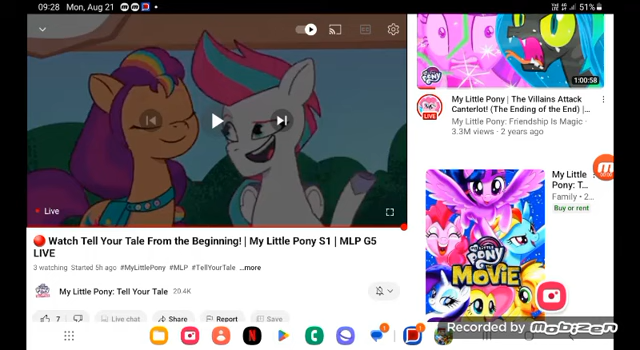 09:28 Mon, Aug 21
51%
Live
🔴 Watch Tell Your Tale From the Beginning! | My Little Pony S1 | MLP G5
LIVE
3 watching Started 5h ago #MyLittlePony #MLP #TellYourTale ...more
My Little Pony: Tell Your Tale 20.4K
7 Live chat Share Report Save
1:00:58
LIVE
My Little Pony | The Villains Attack
Canterlot! (The Ending of the End) |...
My Little Pony: Friendship Is Magic
3.3M views - 2 years ago
My Little
Pony: T...
Family • 2...
Buy or rent
MOVIE
Recorded by Mobizen